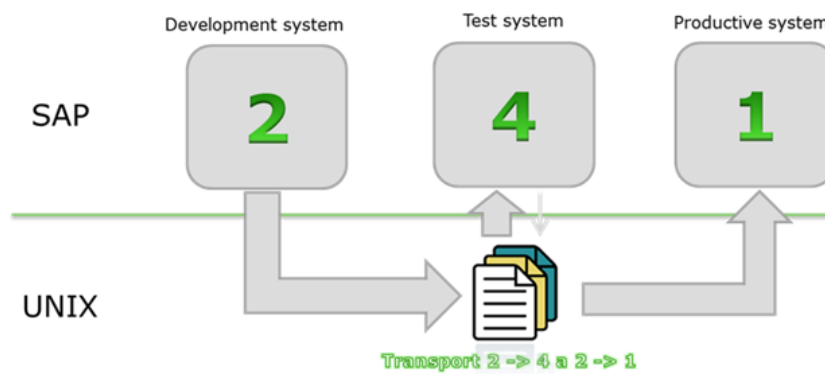 Development system
Test system
Productive system
SAP
2
4
1
UNIX
Transport 2 -> 4 a 2 -> 1